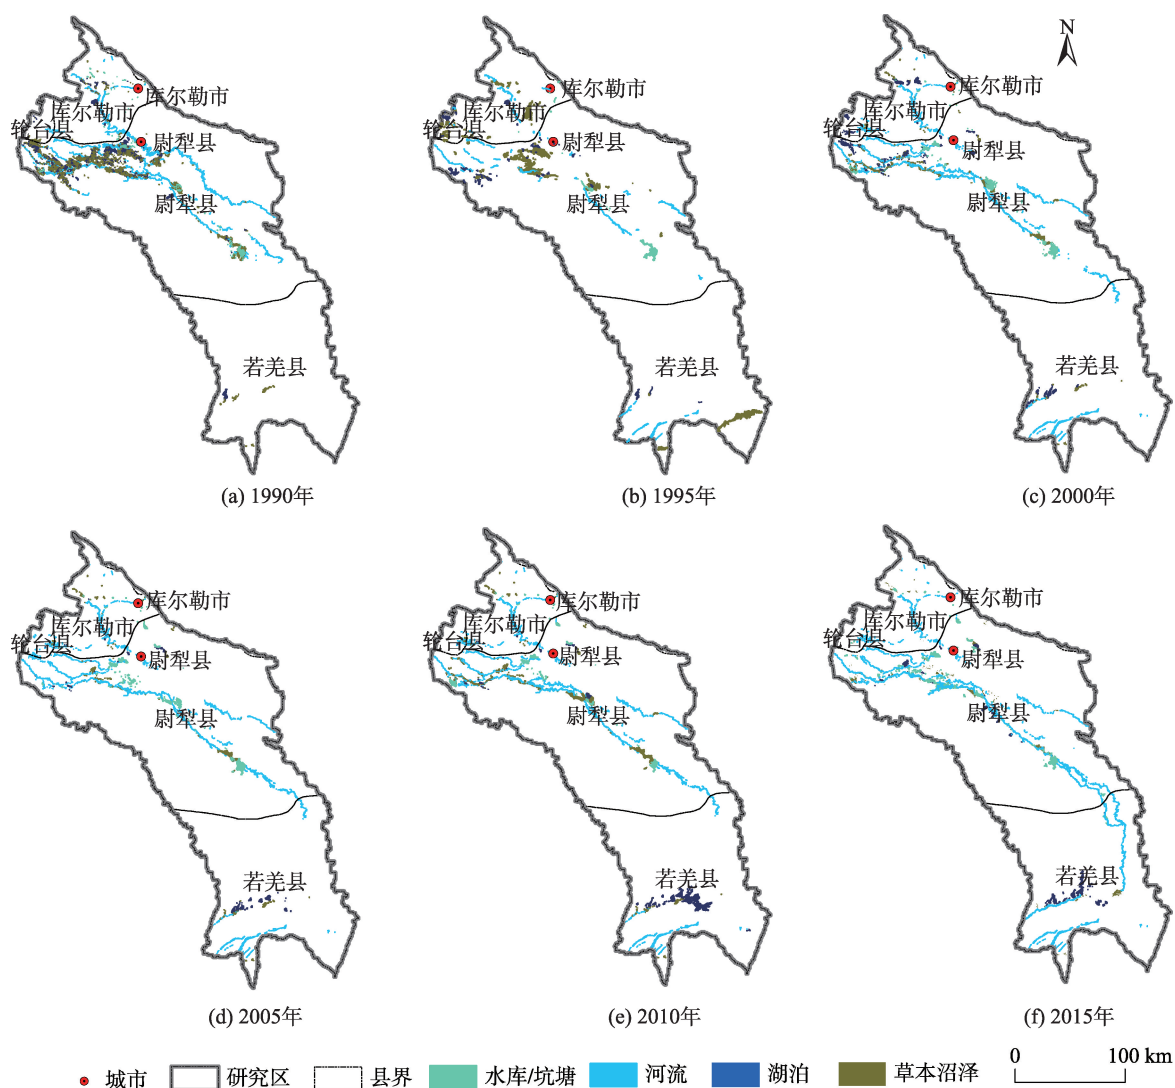 N
库尔勒市
库尔勒市
轮台县
尉犁县
尉犁县
若羌县
(a) 1990年
库尔勒市
库尔勒市
轮台县
尉犁县
尉犁县
若羌县
(b) 1995年
库尔勒市
库尔勒市
轮台县
尉犁县
尉犁县
若羌县
(c) 2000年
库尔勒市
库尔勒市
轮台县
尉犁县
尉犁县
若羌县
(d) 2005年
库尔勒市
库尔勒市
轮台县
尉犁县
尉犁县
若羌县
(e) 2010年
库尔勒市
库尔勒市
轮台县
尉犁县
尉犁县
若羌县
(f) 2015年
城市 研究区 县界 水库/坑塘 河流 湖泊 草本沼泽
0 100 km